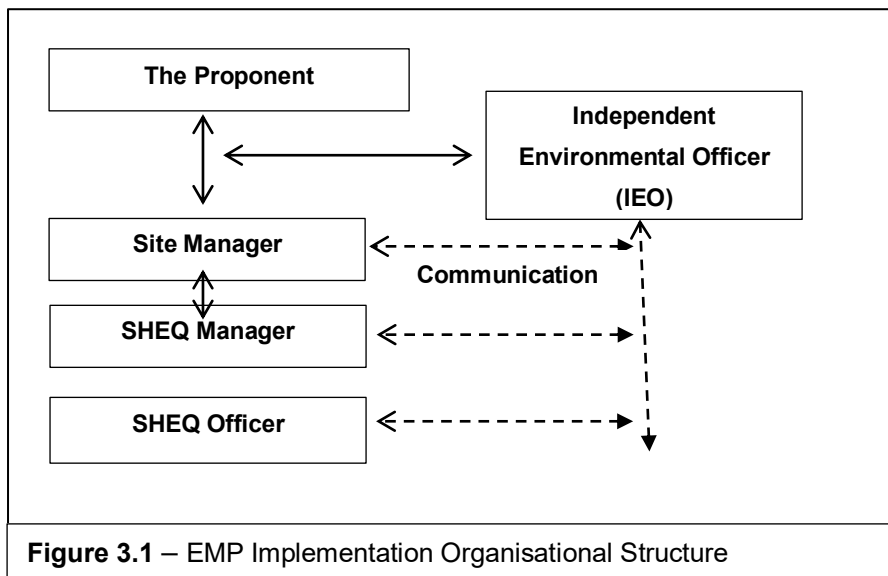 The Proponent
Independent
Environmental Officer
(IEO)
Site Manager
Communication
SHEQ Manager
SHEQ Officer
Figure 3.1 – EMP Implementation Organisational Structure